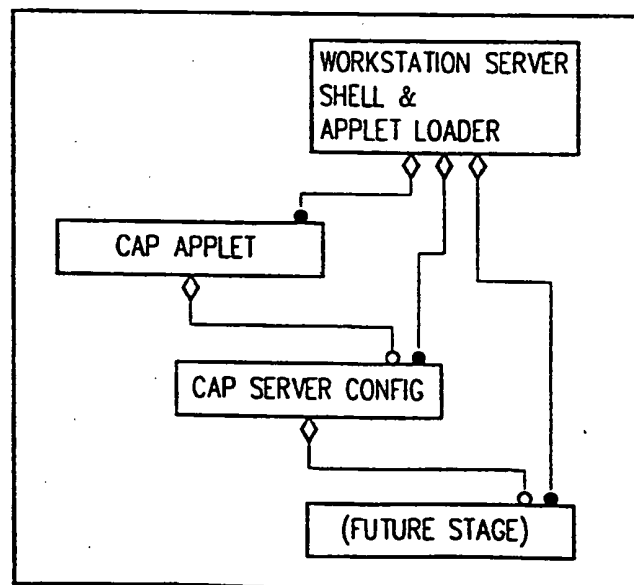 WORKSTATION SERVER
SHELL &
APPLET LOADER
CAP APPLET
CAP SERVER CONFIG
(FUTURE STAGE)